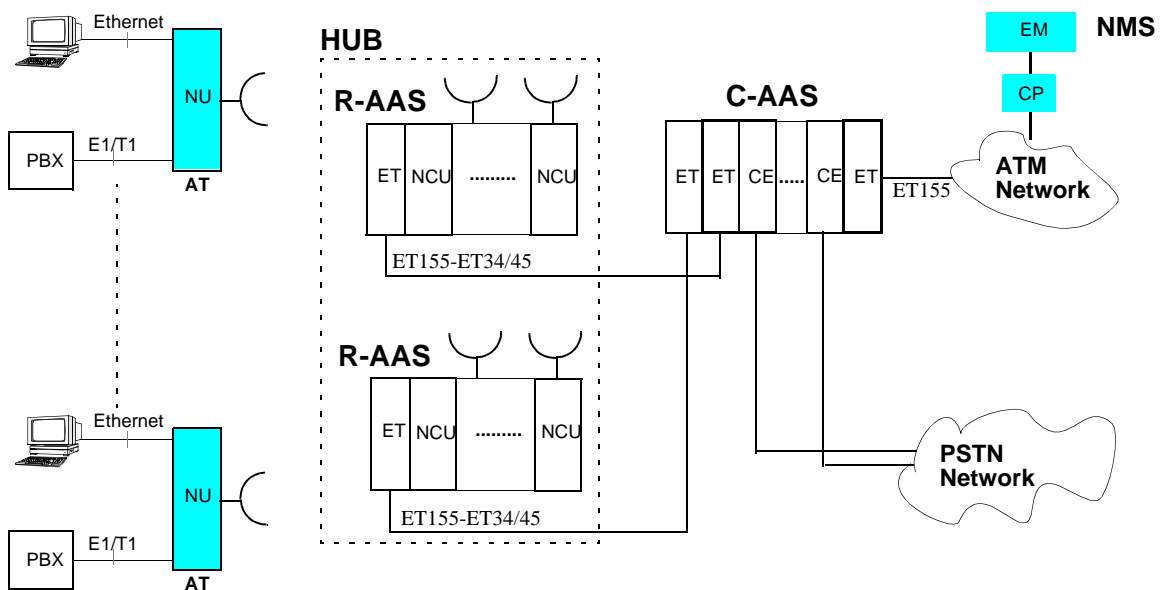 Ethernet
NU
PBX
E1/T1
AT
HUB
R-AAS
ET
NCU
.........
NCU
ET155-ET34/45
C-AAS
ET
ET
CE
.....
CE
ET
ET155
EM
NMS
CP
ATM
Network
Ethernet
NU
PBX
E1/T1
AT
R-AAS
ET
NCU
.........
NCU
ET155-ET34/45
PSTN
Network